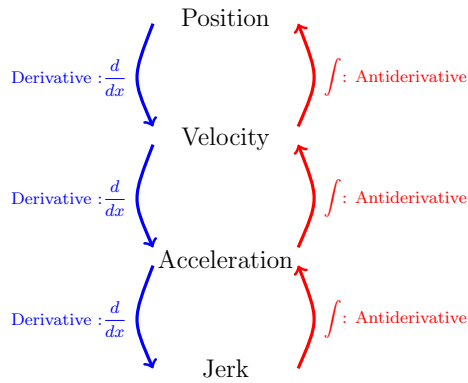 Position
Derivative : d/dx
∫: Antiderivative
Velocity
Derivative : d/dx
∫: Antiderivative
Acceleration
Derivative : d/dx
∫: Antiderivative
Jerk